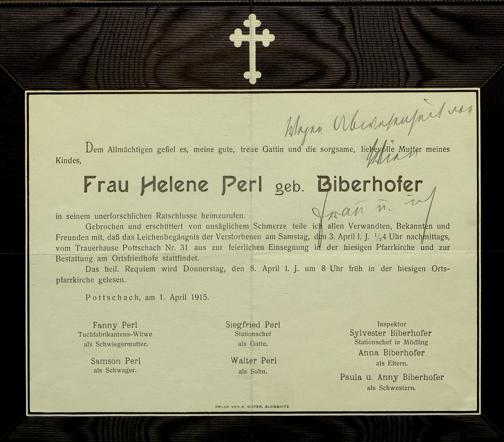 Dem Allmächtigen gefiel es, meine gute, treue Gattin und die sorgsame, liebevolle Mutter meines
Kindes,
Frau Helene Perl geb. Biberhofer
in seinem unerforschlichen Ratschlusse heimzurufen.
Gebrochen und erschüttert von unsäglichem Schmerze teile ich allen Verwandten, Bekannten und
Freunden mit, daß das Leichenbegängnis der Verstorbenen am Samstag, den 3. April l. J. ½4 Uhr nachmittags,
vom Trauerhause Pottschach Nr. 31 aus zur feierlichen Einsegnung in der hiesigen Pfarrkirche und zur
Bestattung am Ortsfriedhofe stattfindet.
Das heil. Requiem wird Donnerstag, den 8. April l. J. um 8 Uhr früh in der hiesigen Orts-
pfarrkirche gelesen.
Pottschach, am 1. April 1915.
Fanny Perl
Tuchfabrikantens-Witwe
als Schwiegermutter.
Samson Perl
als Schwager.
Siegfried Perl
Stationschef
als Gatte.
Walter Perl
als Sohn.
Inspektor
Sylvester Biberhofer
Stationschef in Mödling
Anna Biberhofer
als Eltern.
Paula u. Anny Biberhofer
als Schwestern.